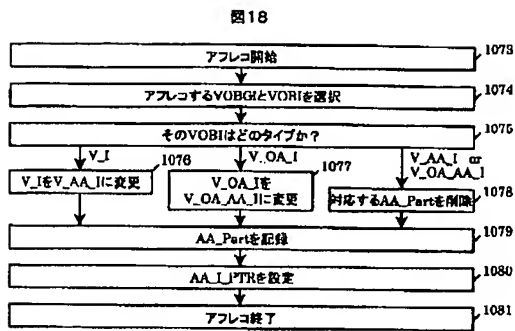 図18
アフレコ開始
1073
アフレコするVOBGIとVOBIを選択
1074
そのVOBIはどのタイプか?
1075
V_I
1076
V_OA_I
1077
V_AA_I or
V_OA_AA_I
V_IをV_AA_Iに変更
V_OA_Iを
V_OA_AA_Iに変更
対応するAA_Partを削除
1078
AA_Partを記録
1079
AA_I_PTRを設定
1080
アフレコ終了
1081